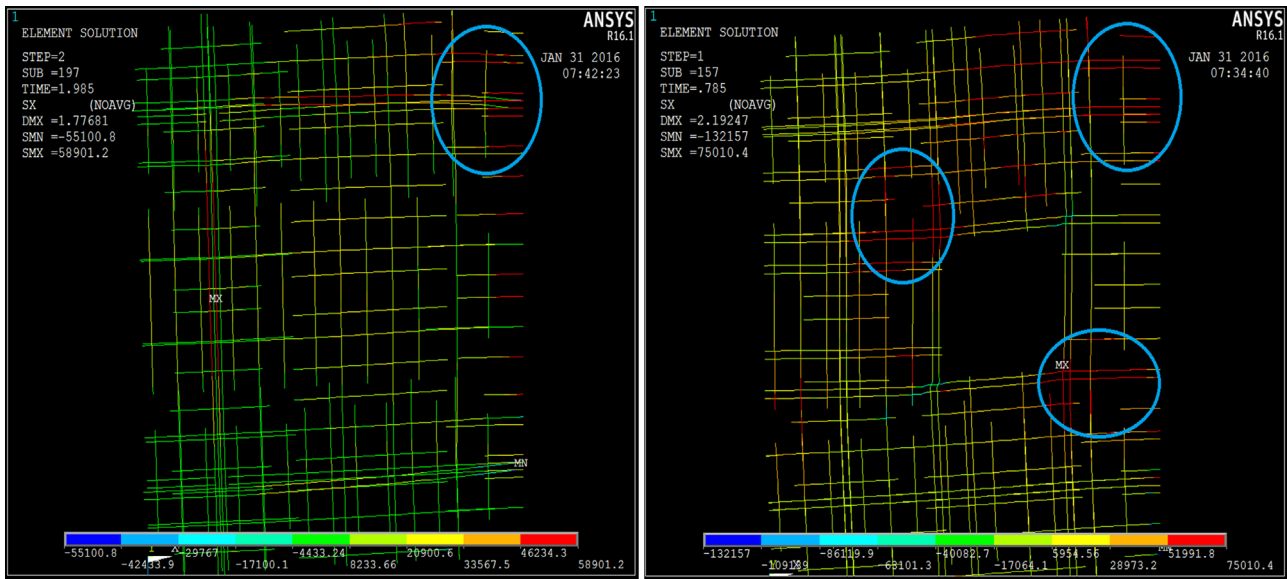 1
ANSYS
R16.1
ELEMENT SOLUTION
STEP=2
SUB =197
TIME=1.985
SX (NOAVG)
DMX =1.77681
SMN =-55100.8
SMX =58901.2
JAN 31 2016
07:42:23
MX
MN
-55100.8 -29767 -4433.24 20900.6 46234.3
-42433.9 -17100.1 8233.66 33567.5 58901.2
1
ANSYS
R16.1
ELEMENT SOLUTION
STEP=1
SUB =157
TIME=.785
SX (NOAVG)
DMX =2.19247
SMN =-132157
SMX =75010.4
JAN 31 2016
07:34:40
MX
-132157 -86119.9 -40082.7 5954.56 51991.8
-63101.3 -17064.1 28973.2 75010.4